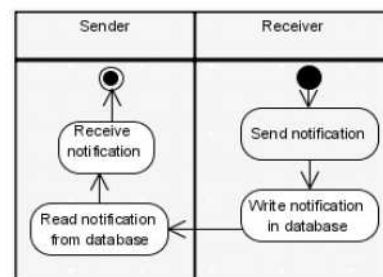 Sender
Receiver
Receive
notification
Send notification
Read notification
from database
Write notification
in database